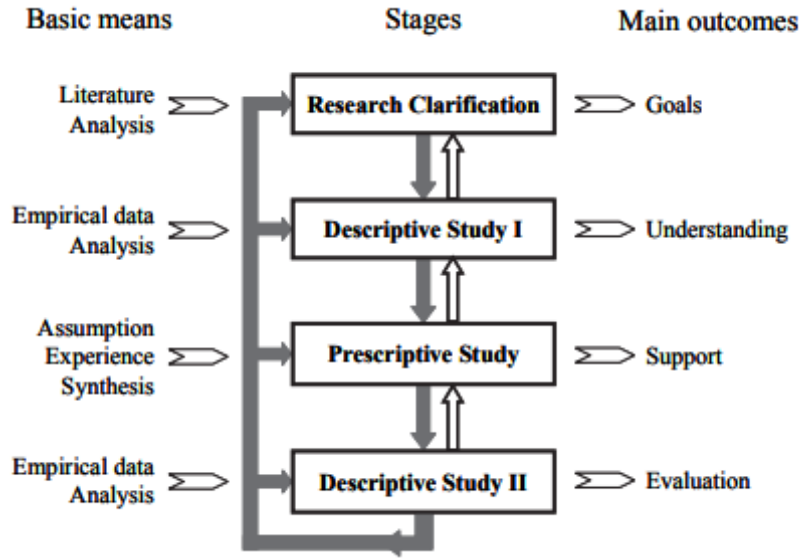 Basic means
Stages
Main outcomes
Literature
Analysis
Research Clarification
Goals
Empirical data
Analysis
Descriptive Study I
Understanding
Assumption
Experience
Synthesis
Prescriptive Study
Support
Empirical data
Analysis
Descriptive Study II
Evaluation